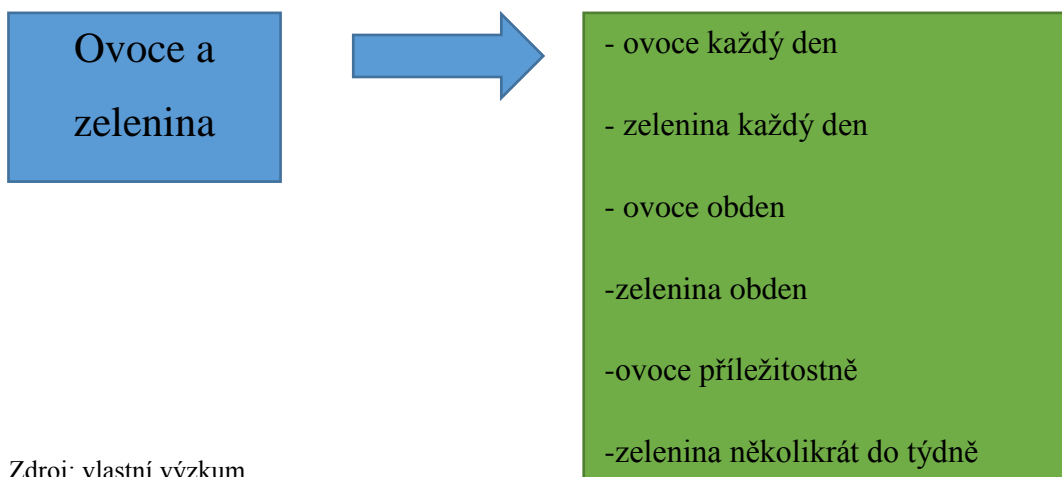 Ovoce a
zelenina
- ovoce každý den
- zelenina každý den
- ovoce obden
-zelenina obden
-ovoce příležitostně
-zelenina několikrát do týdně
Zdroj: vlastní výzkum